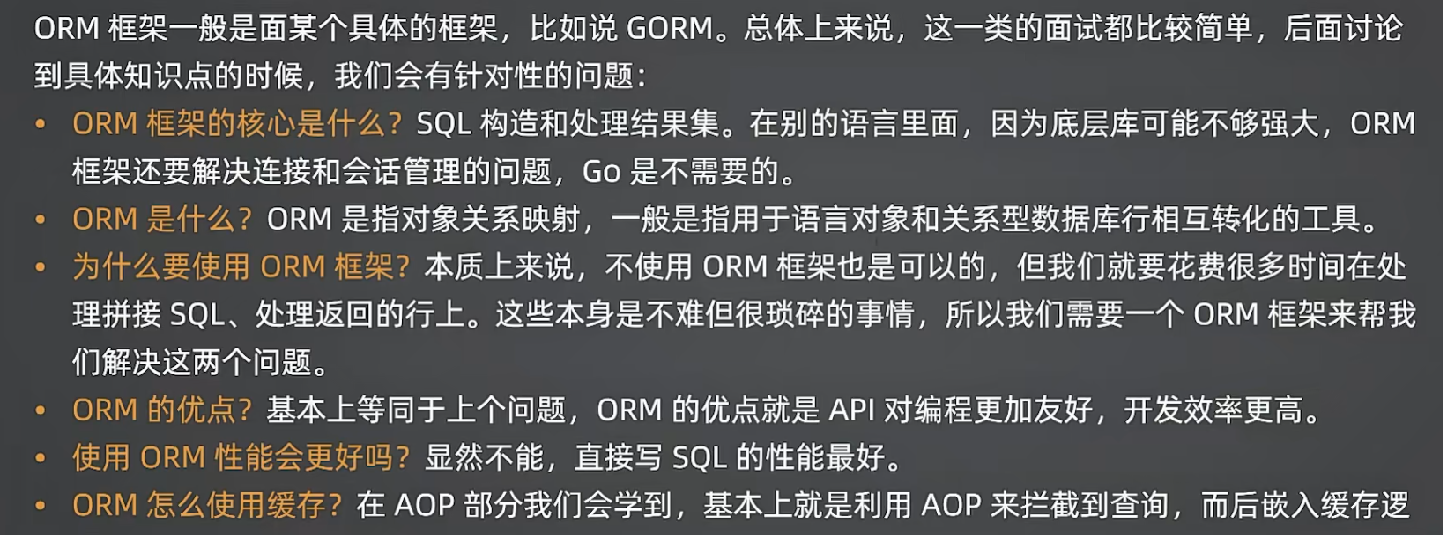 ORM 框架一般是面某个具体的框架，比如说 GORM。总体上来说，这一类的面试都比较简单，后面讨论
到具体知识点的时候，我们会有针对性的问题：
• ORM 框架的核心是什么？SQL 构造和处理结果集。在别的语言里面，因为底层库可能不够强大，ORM
框架还要解决连接和会话管理的问题，Go 是不需要的。
• ORM 是什么？ORM 是指对象关系映射，一般是指用于语言对象和关系型数据库行相互转化的工具。
• 为什么要使用 ORM 框架？本质上来说，不使用 ORM 框架也是可以的，但我们就要花费很多时间在处
理拼接 SQL、处理返回的行上。这些本身是不难但很琐碎的事情，所以我们需要一个 ORM 框架来帮我
们解决这两个问题。
• ORM 的优点？基本上等同于上个问题，ORM 的优点就是 API 对编程更加友好，开发效率更高。
• 使用 ORM 性能会更好吗？显然不能，直接写 SQL 的性能最好。
• ORM 怎么使用缓存？在 AOP 部分我们会学到，基本上就是利用 AOP 来拦截到查询，而后嵌入缓存逻